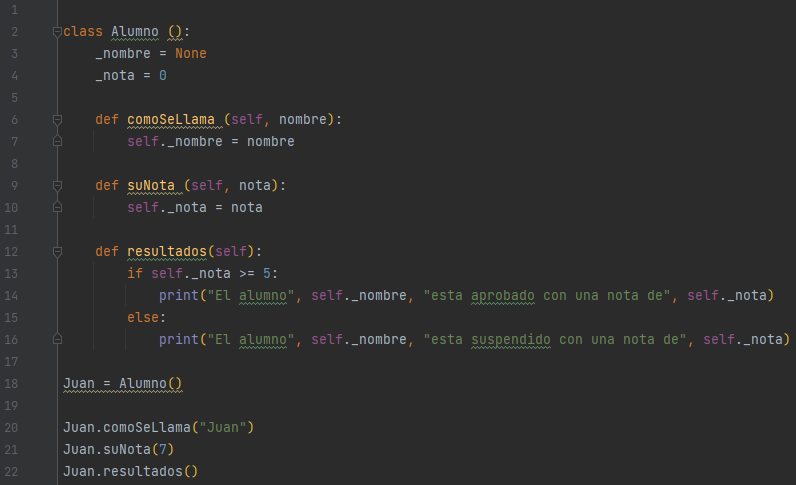 1
2 class Alumno ():
3     _nombre = None
4     _nota = 0
5
6     def comoSeLlama (self, nombre):
7         self._nombre = nombre
8
9     def suNota (self, nota):
10         self._nota = nota
11
12     def resultados(self):
13         if self._nota >= 5:
14             print("El alumno", self._nombre, "esta aprobado con una nota de", self._nota)
15         else:
16             print("El alumno", self._nombre, "esta suspendido con una nota de", self._nota)
17
18 Juan = Alumno()
19
20 Juan.comoSeLlama("Juan")
21 Juan.suNota(7)
22 Juan.resultados()